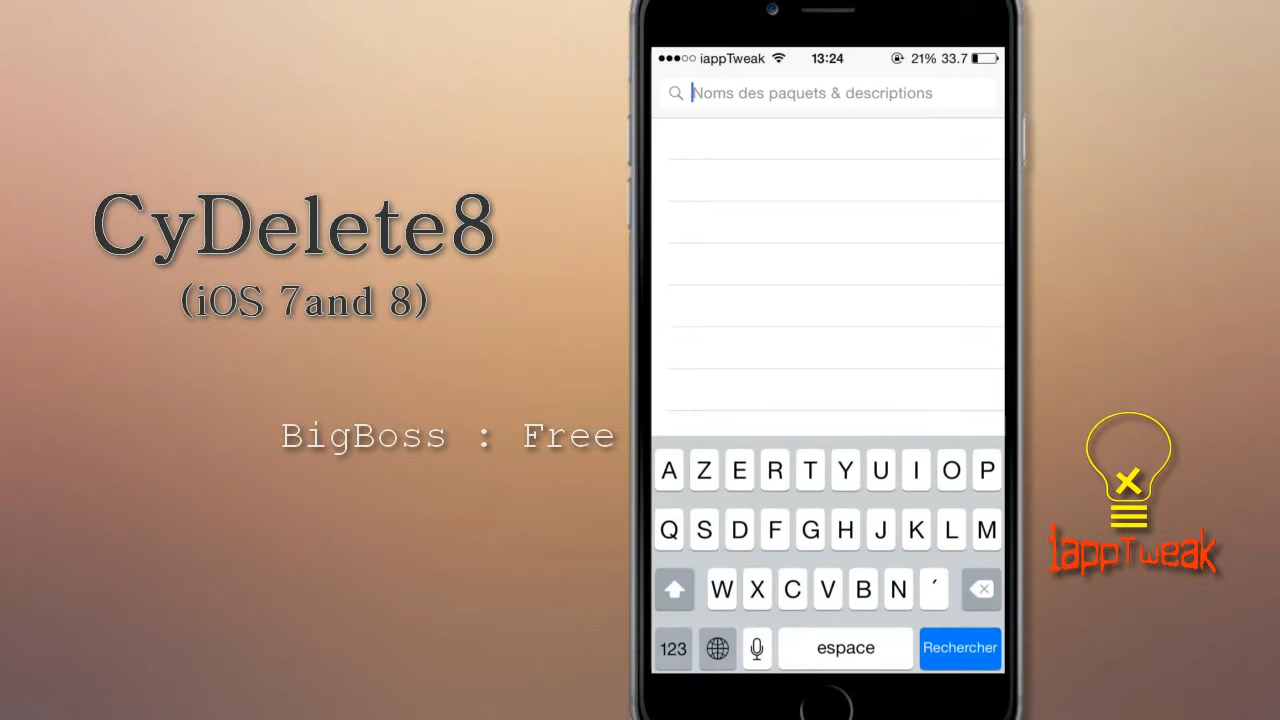 CyDelete8
(iOS 7and 8)
BigBoss : Free
iappTweak 13:24 21% 33.7
Noms des paquets & descriptions
A Z E R T Y U I O P
Q S D F G H J K L M
W X C V B N ´
123 espace Rechercher
iappTweak